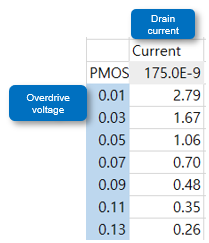 Drain
current
Current
PMOS 175.0E-9
Overdrive
voltage
0.01 2.79
0.03 1.67
0.05 1.06
0.07 0.70
0.09 0.48
0.11 0.35
0.13 0.26